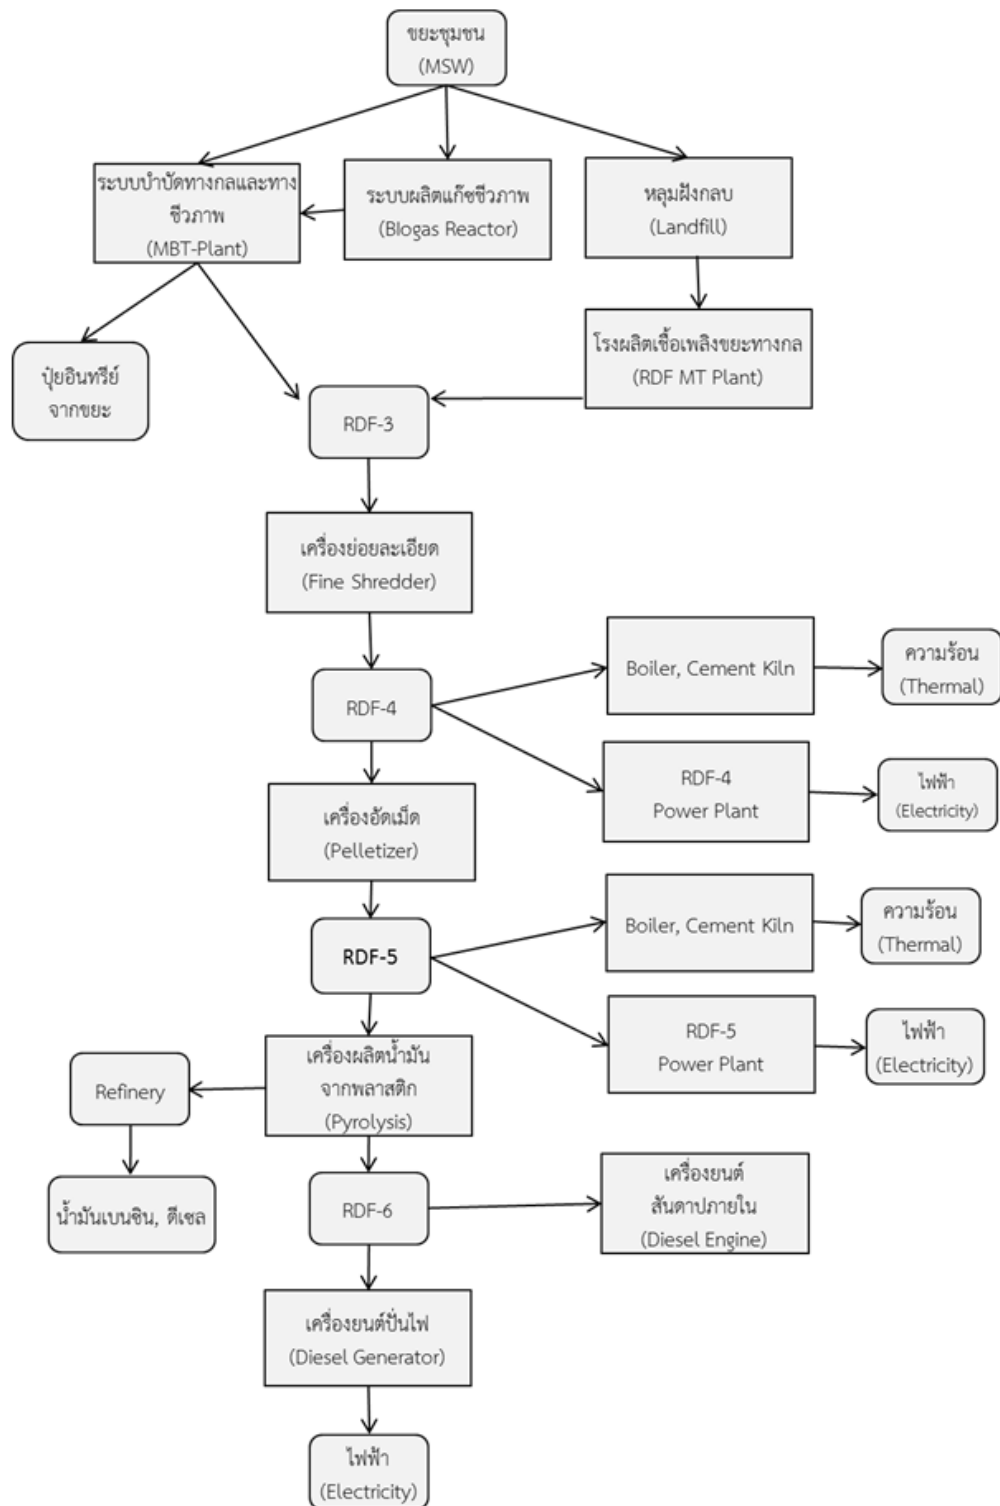 ขยะชุมชน
(MSW)
ระบบบำบัดทางกลและทาง
ชีวภาพ
(MBT-Plant)
ระบบผลิตแก๊ซชีวภาพ
(BIogas Reactor)
หลุมฝังกลบ
(Landfill)
ปุ๋ยอินทรีย์
จากขยะ
โรงผลิตเชื้อเพลิงขยะทางกล
(RDF MT Plant)
RDF-3
เครื่องย่อยละเอียด
(Fine Shredder)
RDF-4
Boiler, Cement Kiln
ความร้อน
(Thermal)
RDF-4
Power Plant
ไฟฟ้า
(Electricity)
เครื่องอัดเม็ด
(Pelletizer)
RDF-5
Boiler, Cement Kiln
ความร้อน
(Thermal)
RDF-5
Power Plant
ไฟฟ้า
(Electricity)
เครื่องผลิตน้ำมัน
จากพลาสติก
(Pyrolysis)
Refinery
น้ำมันเบนซิน, ดีเซล
RDF-6
เครื่องยนต์
สันดาปภายใน
(Diesel Engine)
เครื่องยนต์ปั่นไฟ
(Diesel Generator)
ไฟฟ้า
(Electricity)